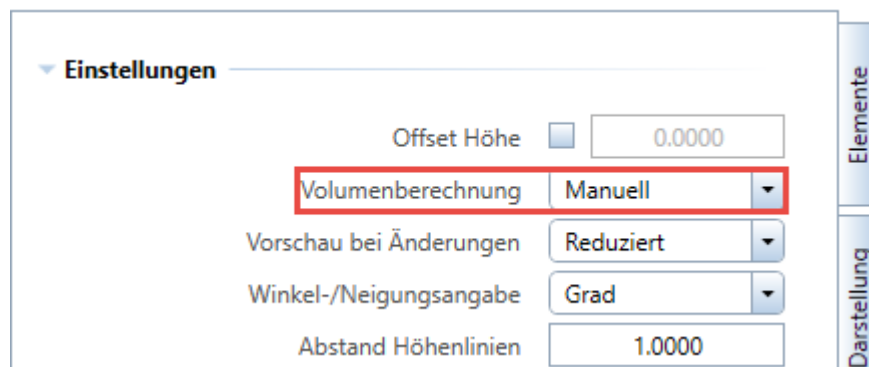 Einstellungen
Offset Höhe 0.0000
Volumenberechnung Manuell
Vorschau bei Änderungen Reduziert
Winkel-/Neigungsangabe Grad
Abstand Höhenlinien 1.0000
Elemente
Darstellung